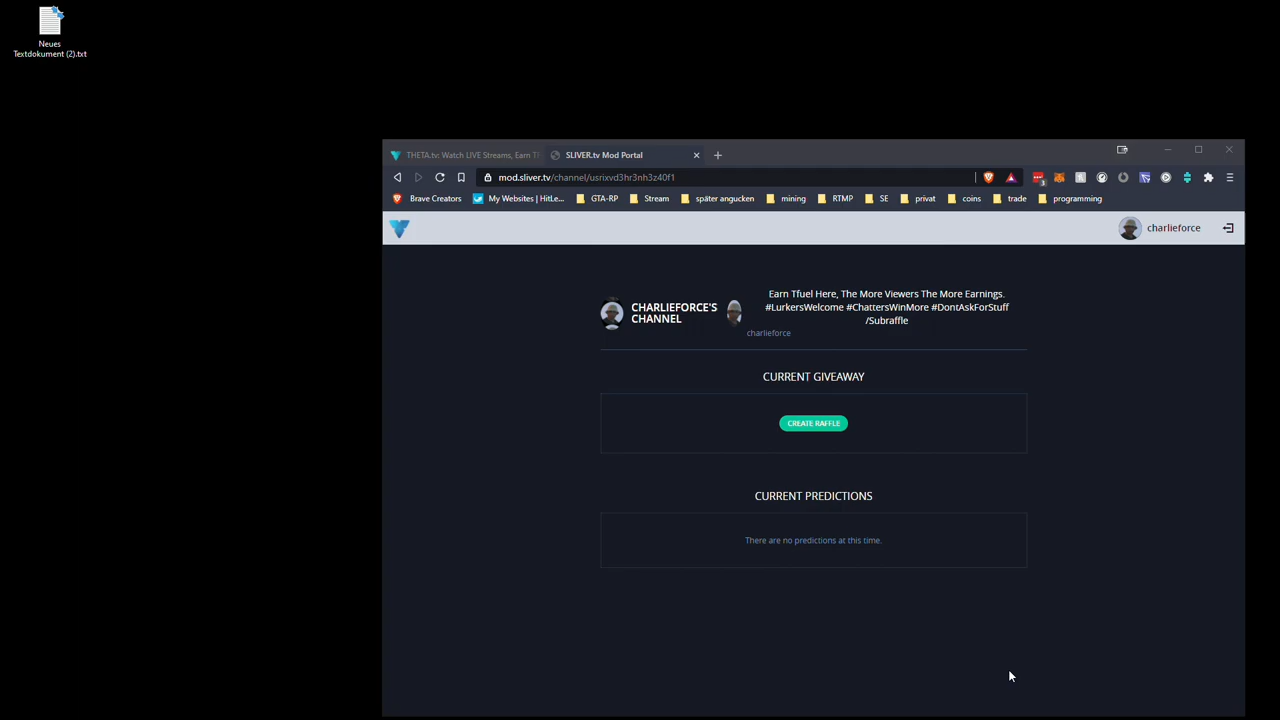 Neues
Textdokument (2).txt
THETA.tv: Watch LIVE Streams, Earn T
SLIVER.tv Mod Portal
mod.sliver.tv/channel/usrixvd3hr3nh3z40f1
3
Brave Creators
My Websites | HitLe...
GTA-RP
Stream
später angucken
mining
RTMP
SE
privat
coins
trade
programming
charlieforce
CHARLIEFORCE'S
CHANNEL
Earn Tfuel Here, The More Viewers The More Earnings.
#LurkersWelcome #ChattersWinMore #DontAskForStuff
/Subraffle
charlieforce
CURRENT GIVEAWAY
CREATE RAFFLE
CURRENT PREDICTIONS
There are no predictions at this time.